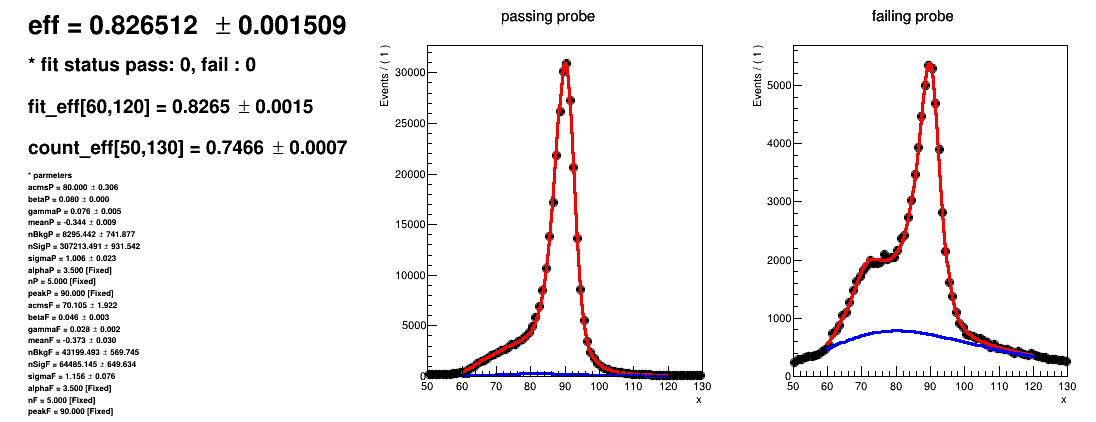 eff = 0.826512 ± 0.001509
* fit status pass: 0, fail : 0
fit_eff[60,120] = 0.8265 ± 0.0015
count_eff[50,130] = 0.7466 ± 0.0007
* parmeters
acmsP = 80.000 ± 0.306
betaP = 0.080 ± 0.000
gammaP = 0.076 ± 0.005
meanP = -0.344 ± 0.009
nBkgP = 8295.442 ± 741.877
nSigP = 307213.491 ± 931.542
sigmaP = 1.006 ± 0.023
alphaP = 3.500 [Fixed]
nP = 5.000 [Fixed]
peakP = 90.000 [Fixed]
acmsF = 70.105 ± 1.922
betaF = 0.046 ± 0.003
gammaF = 0.028 ± 0.002
meanF = -0.373 ± 0.030
nBkgF = 43199.493 ± 569.745
nSigF = 64485.145 ± 649.634
sigmaF = 1.156 ± 0.076
alphaF = 3.500 [Fixed]
nF = 5.000 [Fixed]
peakF = 90.000 [Fixed]
passing probe
Events / ( 1 )
30000
25000
20000
15000
10000
5000
0
50 60 70 80 90 100 110 120 130
x
failing probe
Events / ( 1 )
5000
4000
3000
2000
1000
0
50 60 70 80 90 100 110 120 130
x